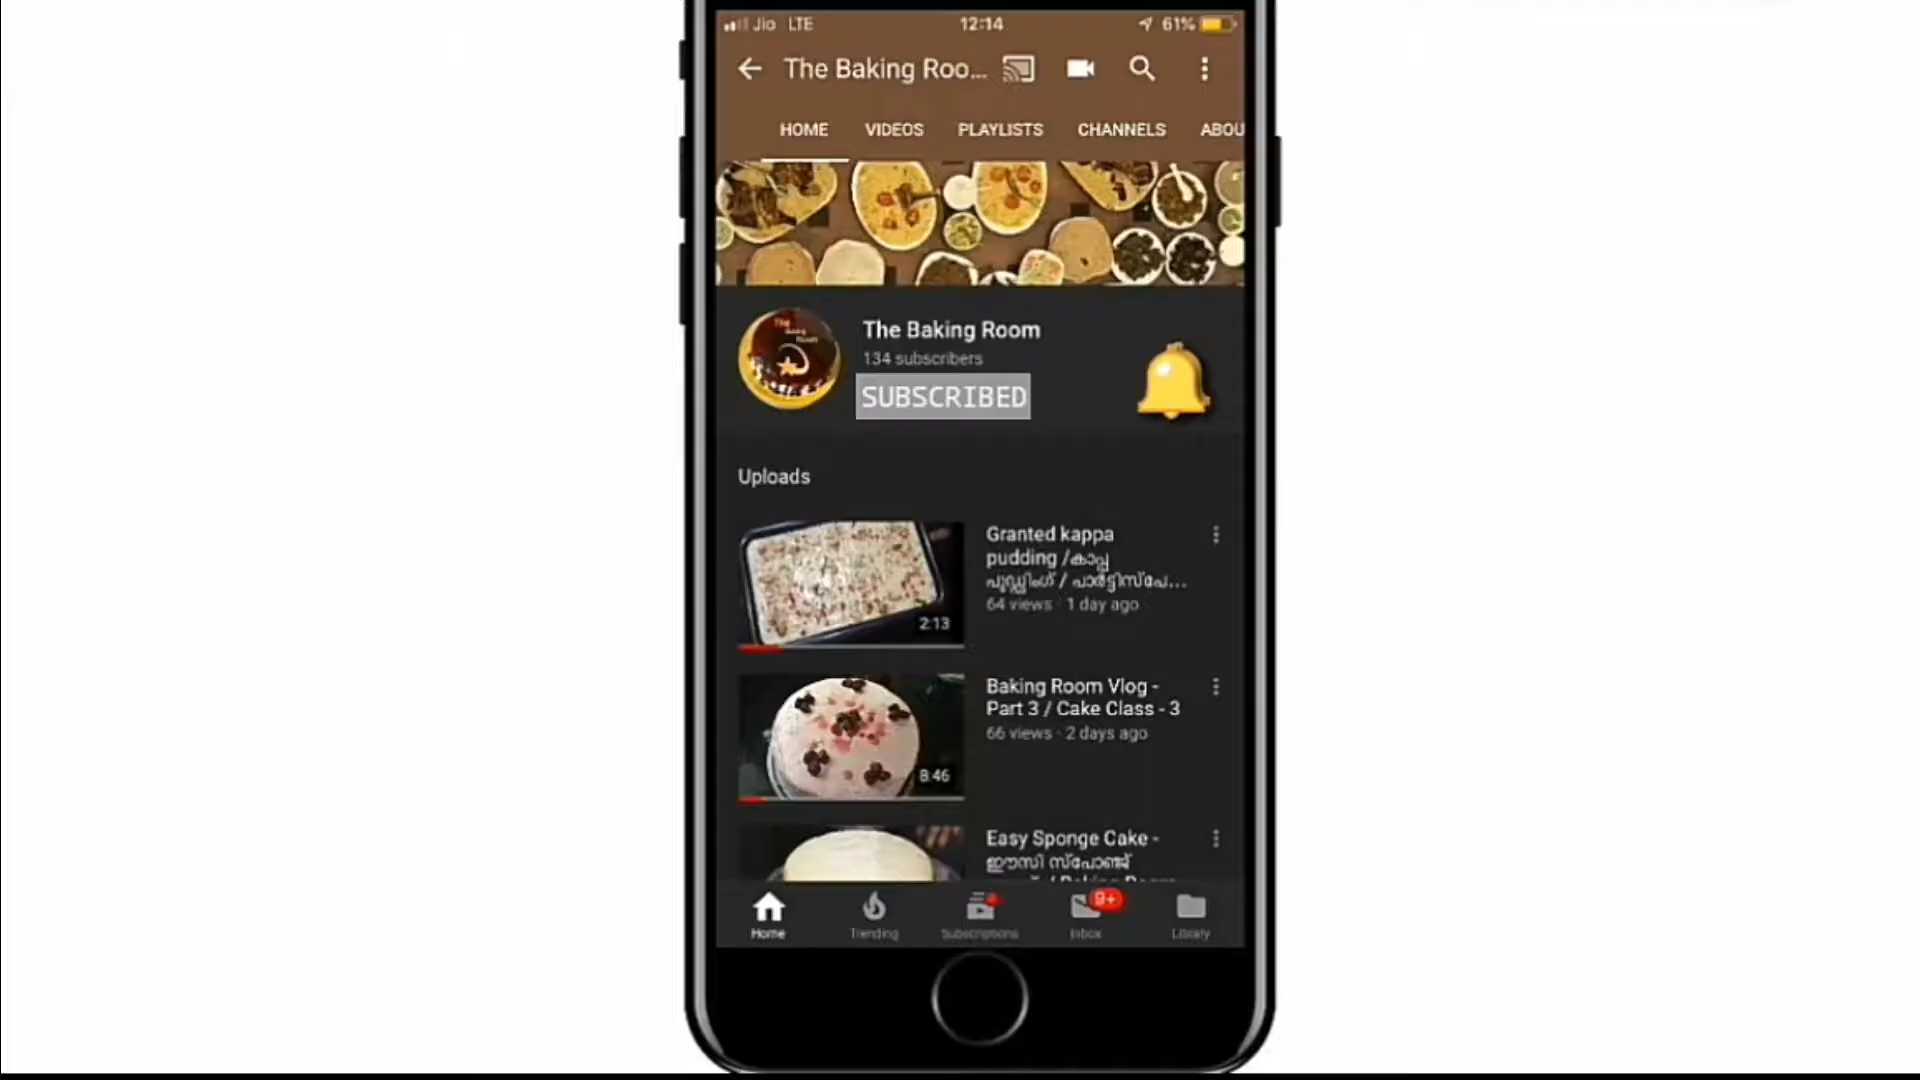 Jio LTE 12:14 61%
The Baking Roo...
HOME VIDEOS PLAYLISTS CHANNELS ABOU
The Baking Room
134 subscribers
SUBSCRIBED
Uploads
Granted kappa
pudding /കാപ്പ
പുഡ്ഡിംഗ് / പാർട്ടിസ്പേ...
64 views · 1 day ago
2:13
Baking Room Vlog -
Part 3 / Cake Class - 3
66 views · 2 days ago
8:46
Easy Sponge Cake -
ഈസി സ്പോഞ്ച്
9+
Home Trending Subscriptions Inbox Library